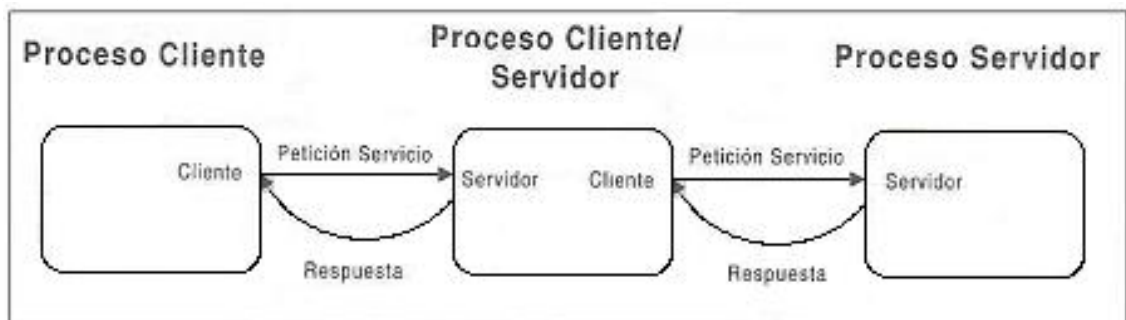 Proceso Cliente
Proceso Cliente/
Servidor
Proceso Servidor
Cliente
Petición Servicio
Servidor
Cliente
Petición Servicio
Servidor
Respuesta
Respuesta